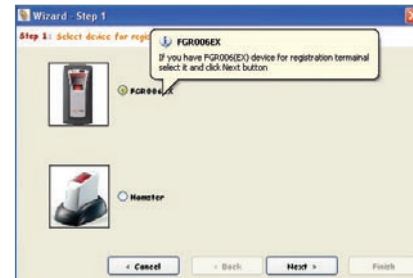 Wizard - Step 1
Step 1: Select device for regis
FGR006EX
If you have FGR006(EX) device for registration termainal
select it and click Next button
FGR006EX
Hamster
< Cancel
< Back
Next >
Finish